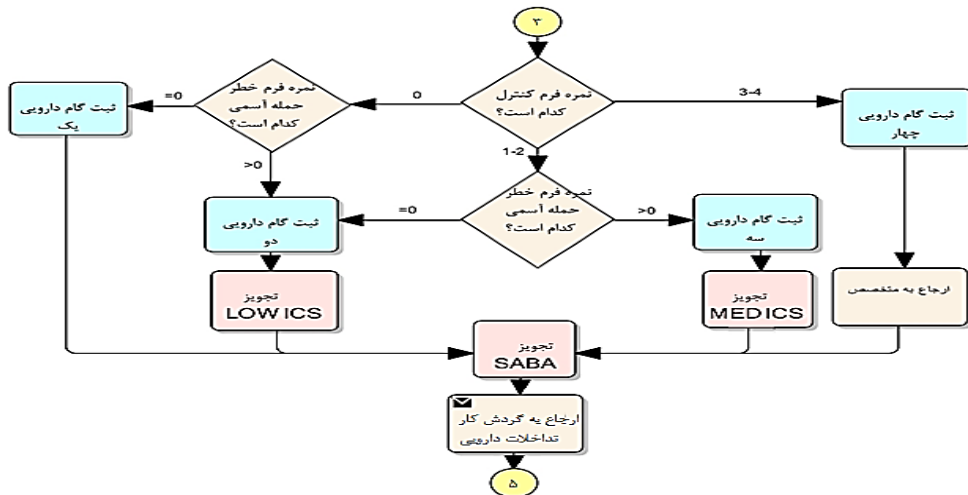 ۳
نمره فرم کنترل
کدام است؟
0
3-4
1-2
نمره فرم خطر
حمله آسمی
کدام است؟
=0
>0
ثبت گام دارویی
یک
ثبت گام دارویی
چهار
نمره فرم خطر
حمله آسمی
کدام است؟
=0
>0
ثبت گام دارویی
دو
ثبت گام دارویی
سه
تجویز
LOW ICS
تجویز
MED ICS
ارجاع به متخصص
تجویز
SABA
ارجاع به گردش کار
تداخلات دارویی
۵